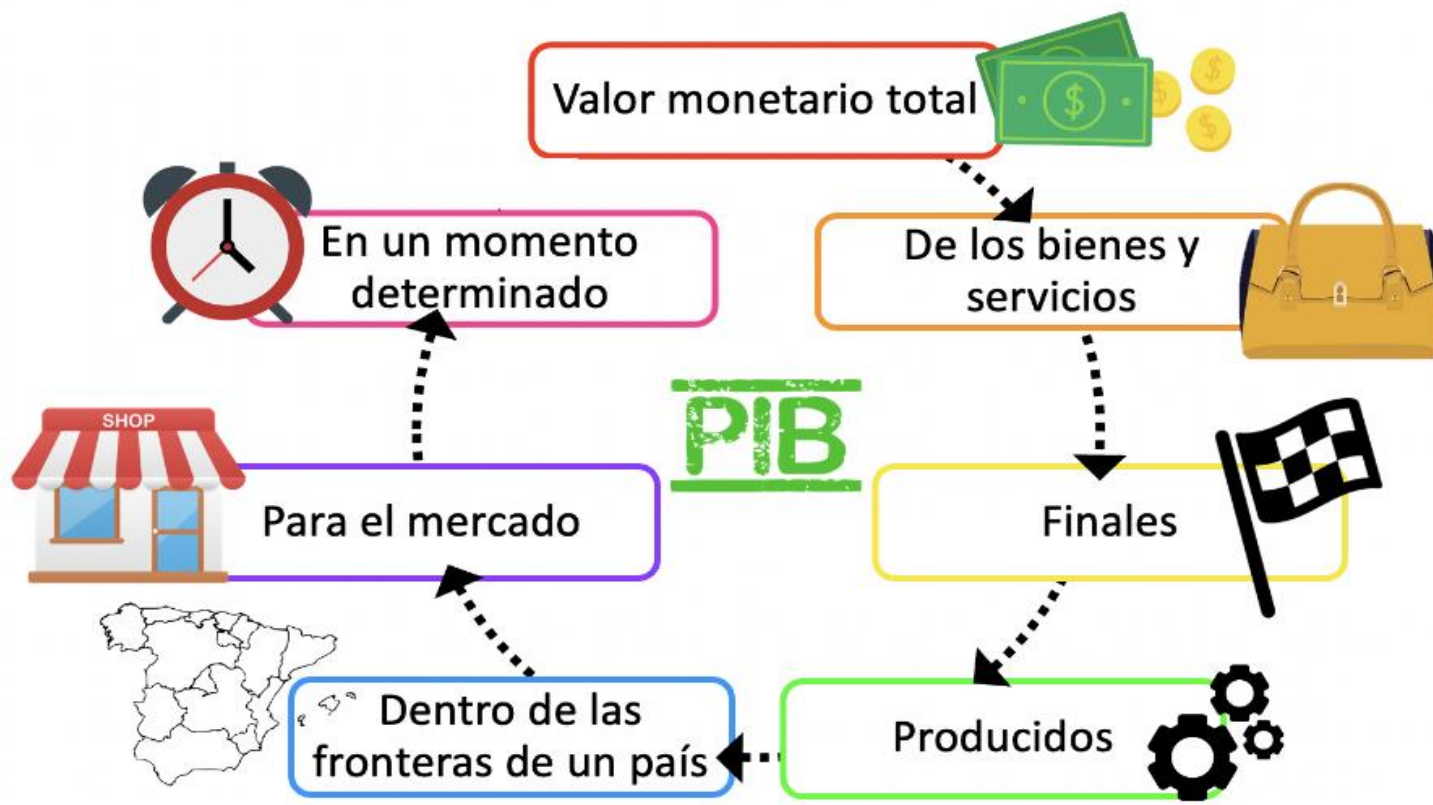 Valor monetario total
De los bienes y
servicios
Finales
Producidos
Dentro de las
fronteras de un país
Para el mercado
SHOP
En un momento
determinado
PIB